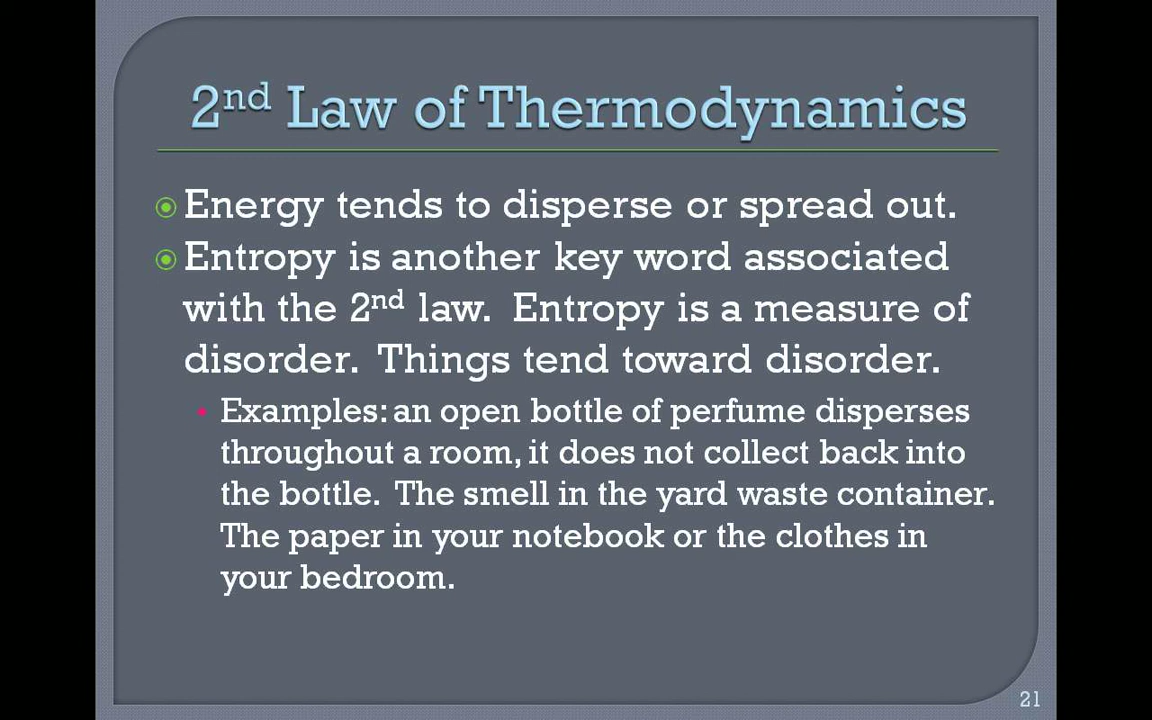 2nd Law of Thermodynamics
Energy tends to disperse or spread out.
Entropy is another key word associated
with the 2nd law.  Entropy is a measure of
disorder.  Things tend toward disorder.
Examples: an open bottle of perfume disperses
throughout a room, it does not collect back into
the bottle.  The smell in the yard waste container.
The paper in your notebook or the clothes in
your bedroom.
21